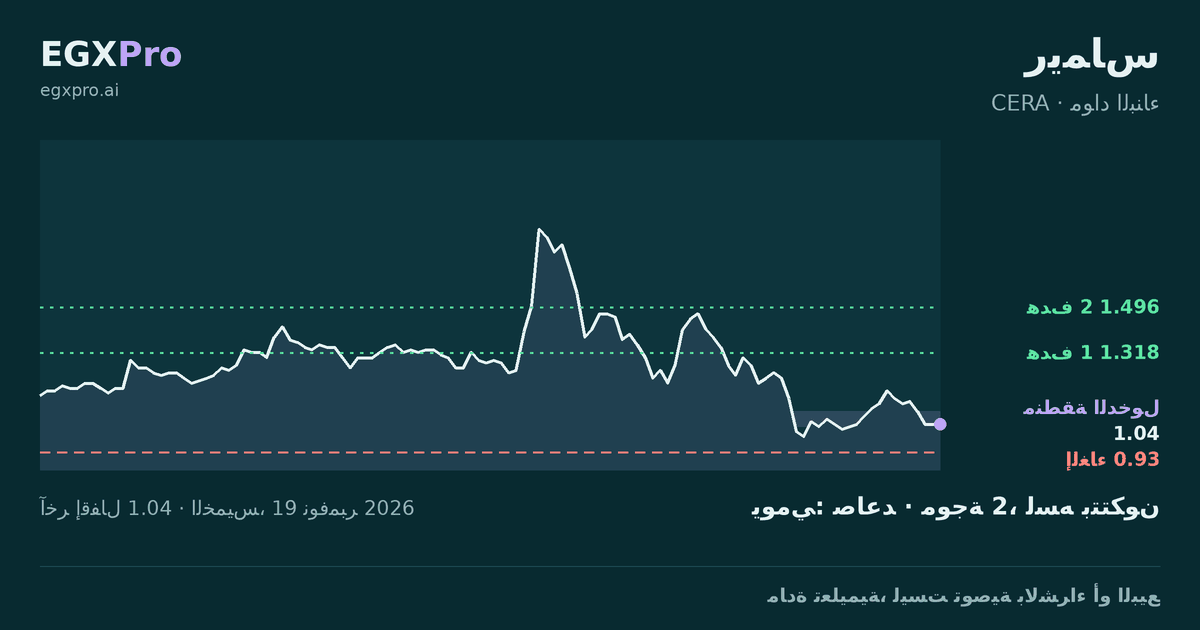 EGXPro
egxpro.ai
ريماس
CERA · مواد البناء
هدف 2 1.496
هدف 1 1.318
منطقة الدخول
1.04
إلغاء 0.93
آخر إقفال 1.04 · الخميس، 19 نوفمبر 2026
يومي: صاعد · موجة 2، لسه بتتكون
مادة تعليمية، ليست توصية بالشراء أو البيع